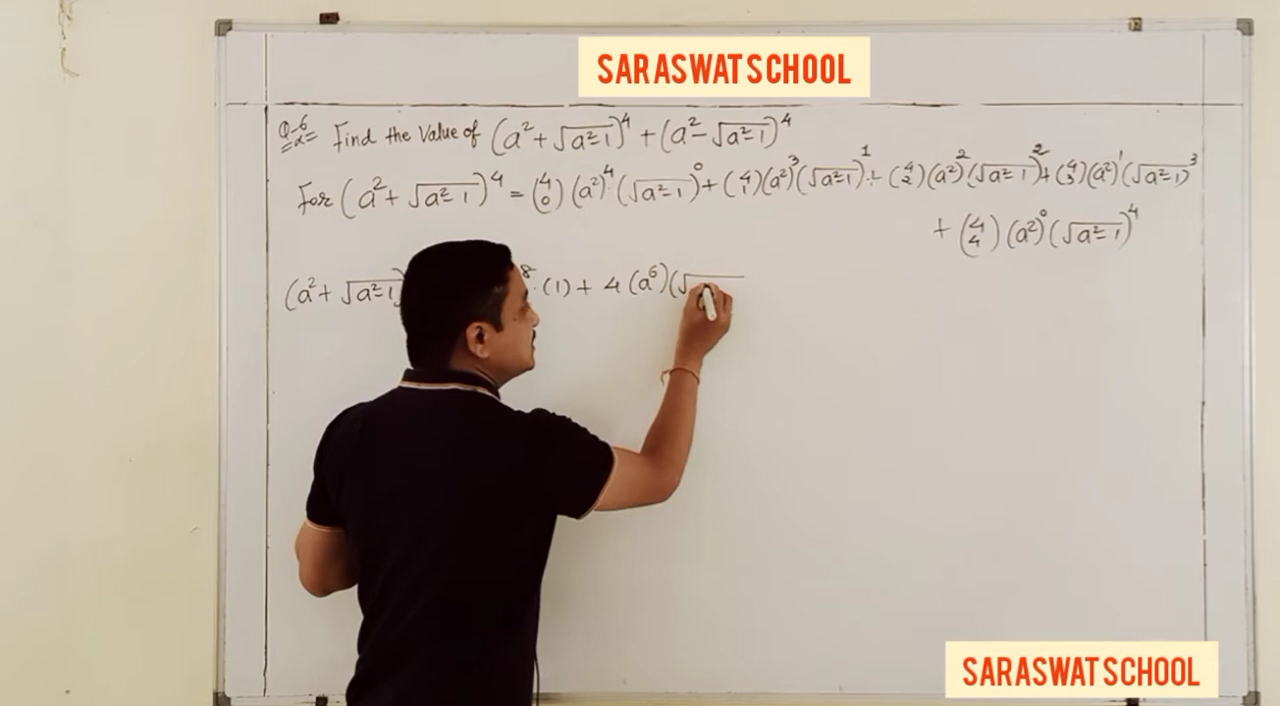 SARASWAT SCHOOL
Q-6 Find the Value of (a² + √a²-1)⁴ + (a² - √a²-1)⁴
For (a² + √a²-1)⁴ = (4 0) (a²)⁴ · (√a²-1)⁰ + (4 1) (a²)³ (√a²-1)¹ + (4 2) (a²)² (√a²-1)² + (4 3) (a²)¹ (√a²-1)³
+ (4 4) (a²)⁰ (√a²-1)⁴
(a² + √a²-1) ⁸ · (1) + 4 (a⁶) (√
SARASWAT SCHOOL